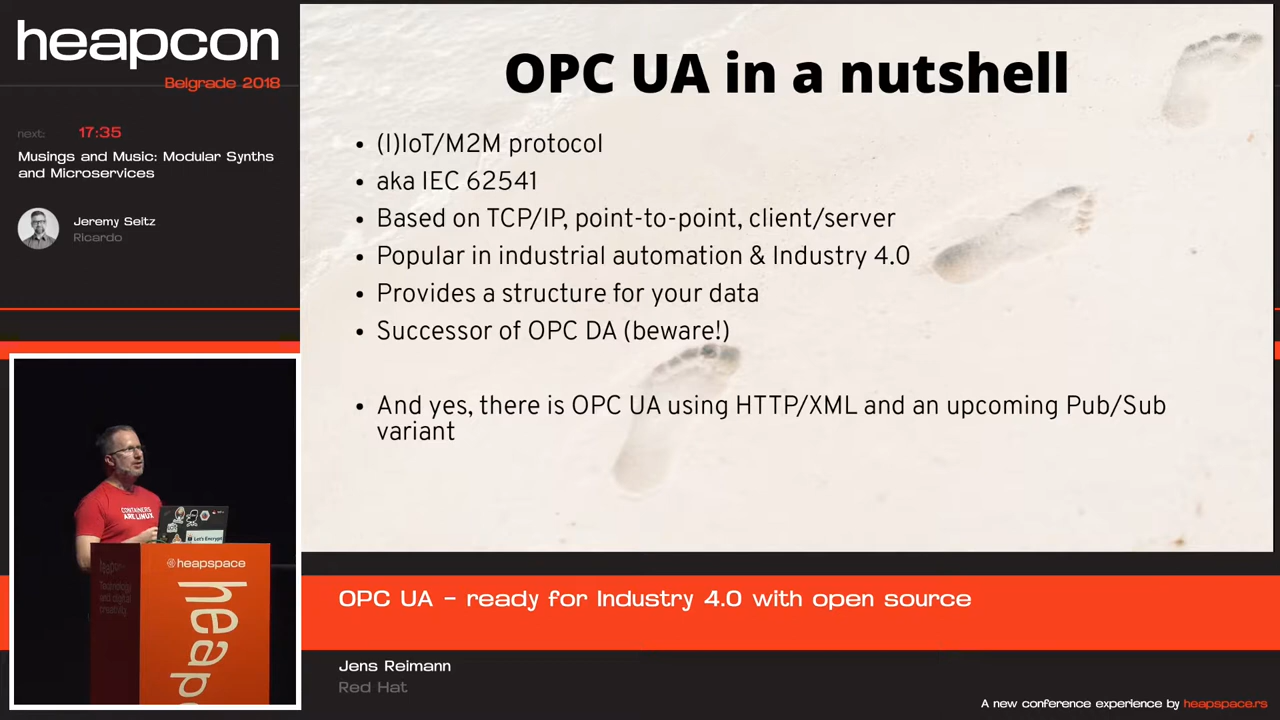 heapcon
Belgrade 2018
next: 17:35
Musings and Music: Modular Synths
and Microservices
Jeremy Seitz
Ricardo
OPC UA in a nutshell
• (I)IoT/M2M protocol
• aka IEC 62541
• Based on TCP/IP, point-to-point, client/server
• Popular in industrial automation & Industry 4.0
• Provides a structure for your data
• Successor of OPC DA (beware!)
• And yes, there is OPC UA using HTTP/XML and an upcoming Pub/Sub
variant
CONTAINERS
ARE LINUX
Let's Encrypt
heapspace
heap
OPC UA - ready for Industry 4.0 with open source
Jens Reimann
Red Hat
A new conference experience by heapspace.rs